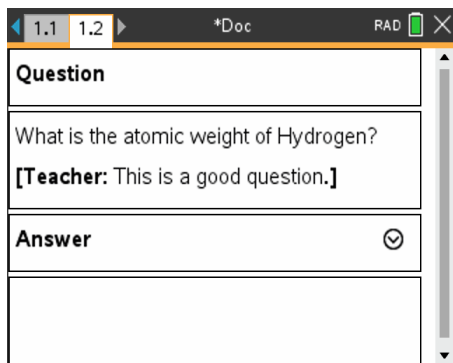 1.1 1.2 *Doc RAD
Question
What is the atomic weight of Hydrogen?
[Teacher: This is a good question.]
Answer